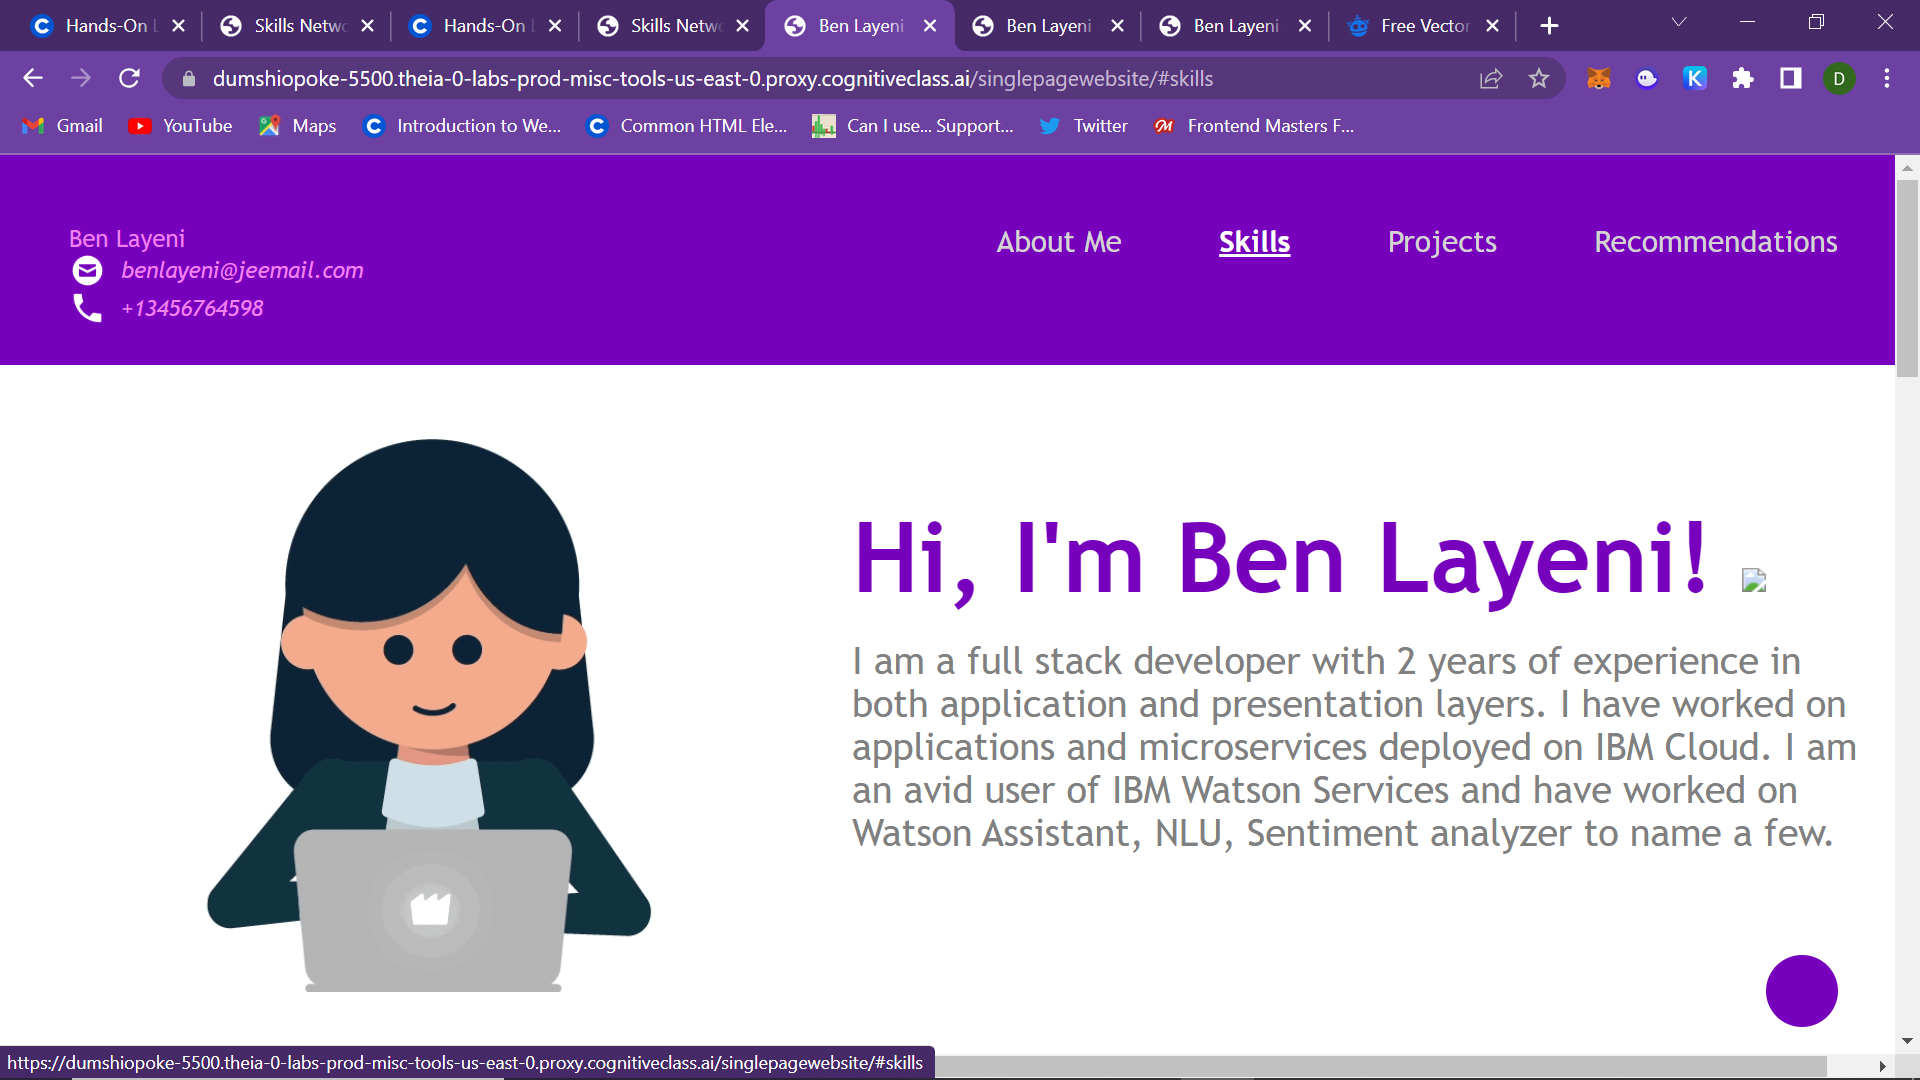 Hands-On L
Skills Netwo
Hands-On L
Skills Netwo
Ben Layeni
Ben Layeni
Ben Layeni
Free Vector
dumshiopoke-5500.theia-0-labs-prod-misc-tools-us-east-0.proxy.cognitiveclass.ai/singlepagewebsite/#skills
K
D
Gmail
YouTube
Maps
Introduction to We...
Common HTML Ele...
Can I use... Support...
Twitter
Frontend Masters F...
Ben Layeni
benlayeni@jeemail.com
+13456764598
About Me
Skills
Projects
Recommendations
Hi, I'm Ben Layeni!
I am a full stack developer with 2 years of experience in
both application and presentation layers. I have worked on
applications and microservices deployed on IBM Cloud. I am
an avid user of IBM Watson Services and have worked on
Watson Assistant, NLU, Sentiment analyzer to name a few.
https://dumshiopoke-5500.theia-0-labs-prod-misc-tools-us-east-0.proxy.cognitiveclass.ai/singlepagewebsite/#skills